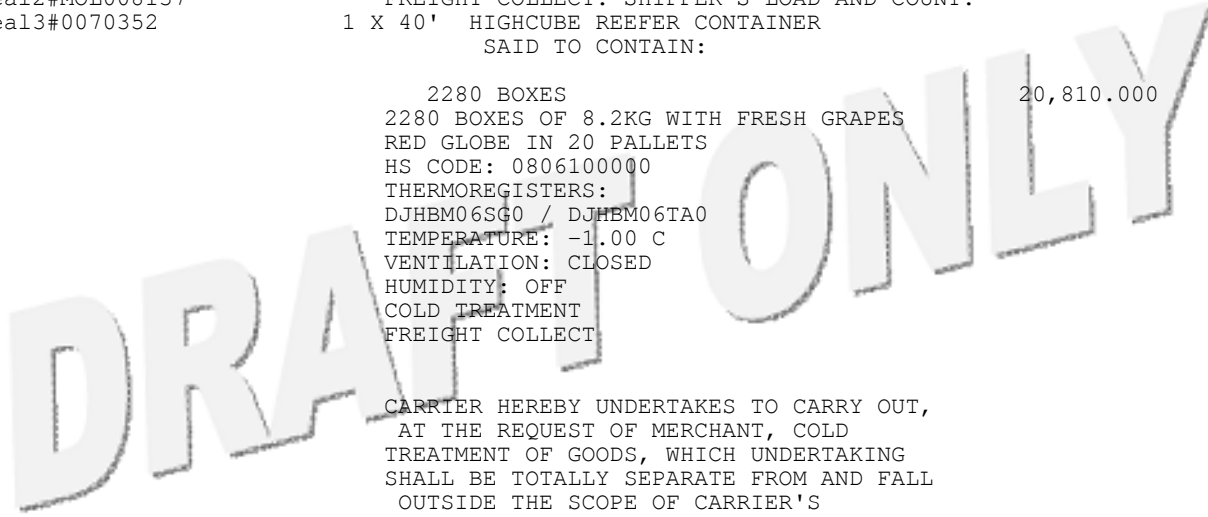 FREIGHT COLLECT. SHIPPER'S LOAD AND COUNT.
eal3#0070352 1 X 40' HIGHCUBE REEFER CONTAINER
SAID TO CONTAIN:
2280 BOXES 20,810.000
2280 BOXES OF 8.2KG WITH FRESH GRAPES
RED GLOBE IN 20 PALLETS
HS CODE: 0806100000
THERMOREGISTERS:
DJHBM06SG0 / DJHBM06TA0
TEMPERATURE: -1.00 C
VENTILATION: CLOSED
HUMIDITY: OFF
COLD TREATMENT
FREIGHT COLLECT
CARRIER HEREBY UNDERTAKES TO CARRY OUT,
AT THE REQUEST OF MERCHANT, COLD
TREATMENT OF GOODS, WHICH UNDERTAKING
SHALL BE TOTALLY SEPARATE FROM AND FALL
OUTSIDE THE SCOPE OF CARRIER'S
DRAFT ONLY